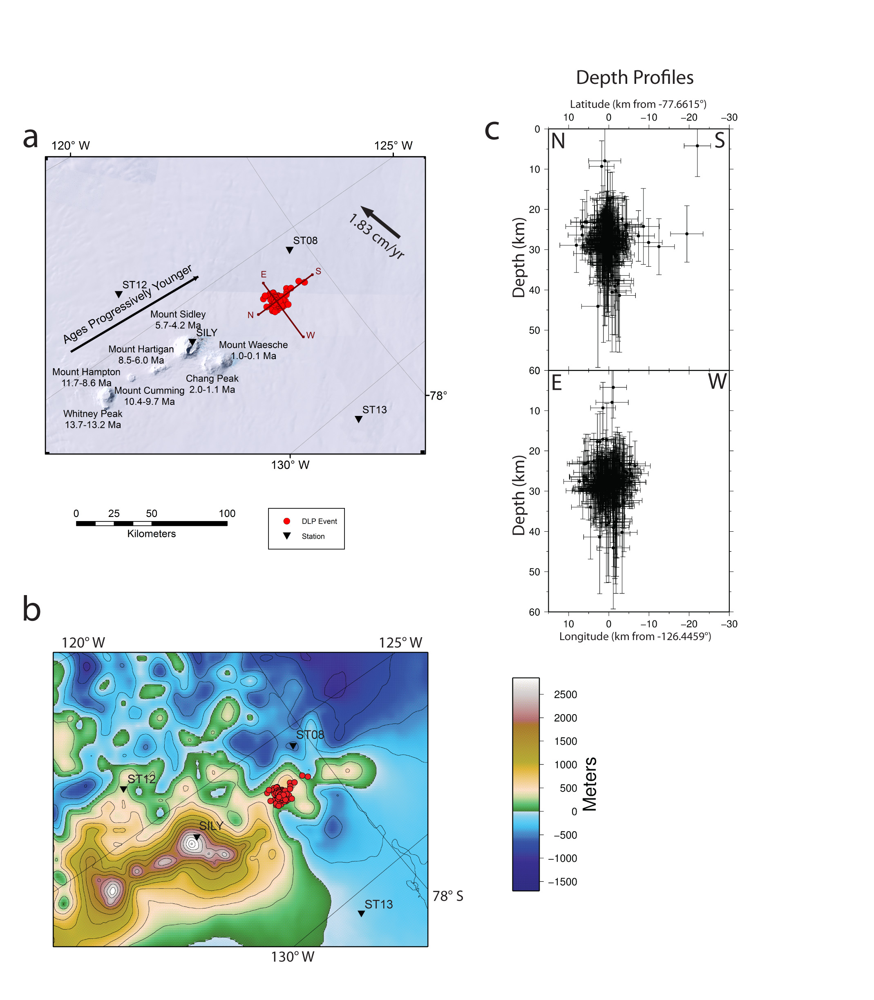 a
120° W
125° W
ST08
1.83 cm/yr
E
S
N
W
ST12
Ages Progressively Younger
Mount Sidley
5.7-4.2 Ma
SILY
Mount Hartigan
8.5-6.0 Ma
Mount Waesche
1.0-0.1 Ma
Mount Hampton
11.7-8.6 Ma
Chang Peak
2.0-1.1 Ma
Mount Cumming
10.4-9.7 Ma
Whitney Peak
13.7-13.2 Ma
78°
ST13
130° W
0 25 50 100
Kilometers
DLP Event
Station
b
120° W
125° W
ST08
ST12
SILY
ST13
78° S
130° W
Depth Profiles
Latitude (km from -77.6615°)
10 0 −10 −20 −30
c
N
S
0
10
20
30
40
50
60
Depth (km)
E
W
10
20
30
40
50
60
Depth (km)
10 0 −10 −20 −30
Longitude (km from -126.4459°)
2500
2000
1500
1000
500
0
−500
−1000
−1500
Meters